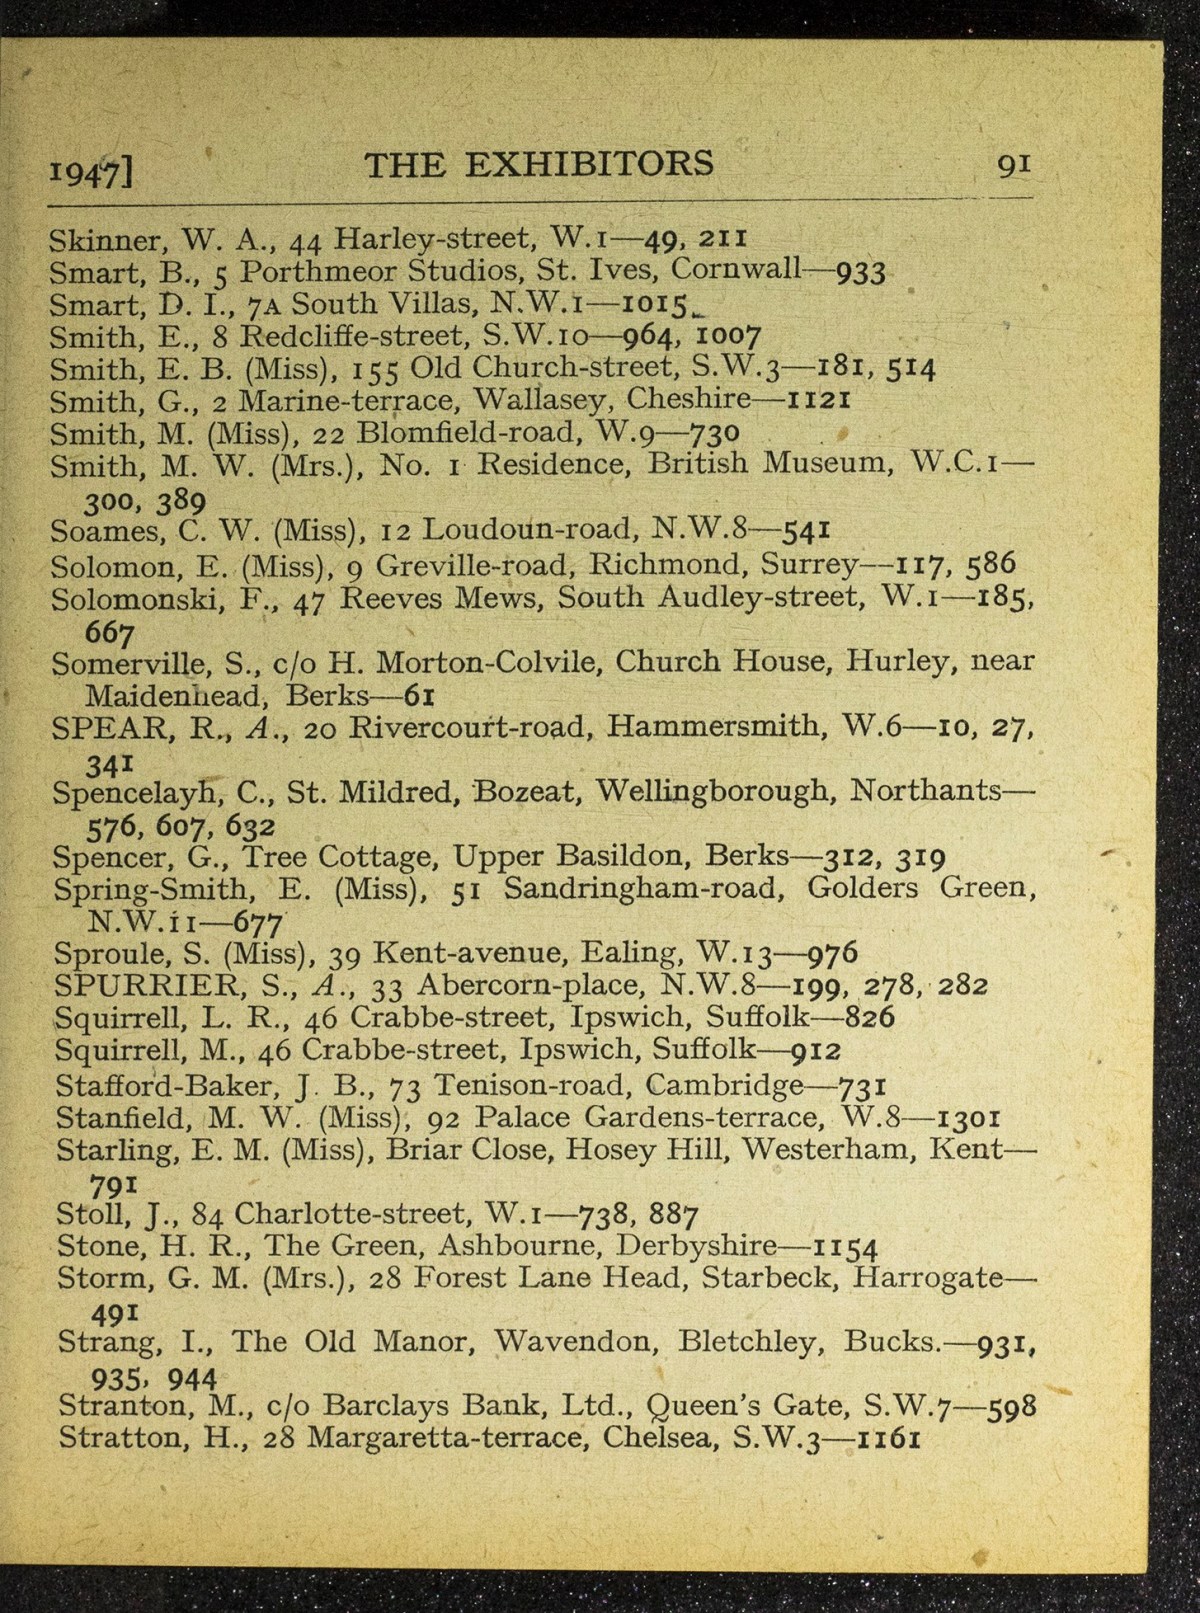 1947] THE EXHIBITORS 91
Skinner, W. A., 44 Harley-street, W.1—49, 211
Smart, B., 5 Porthmeor Studios, St. Ives, Cornwall—933
Smart, D. I., 7A South Villas, N.W.1—1015
Smith, E., 8 Redcliffe-street, S.W.10—964, 1007
Smith, E. B. (Miss), 155 Old Church-street, S.W.3—181, 514
Smith, G., 2 Marine-terrace, Wallasey, Cheshire—1121
Smith, M. (Miss), 22 Blomfield-road, W.9—730
Smith, M. W. (Mrs.), No. 1 Residence, British Museum, W.C.1—
300, 389
Soames, C. W. (Miss), 12 Loudoun-road, N.W.8—541
Solomon, E. (Miss), 9 Greville-road, Richmond, Surrey—117, 586
Solomonski, F., 47 Reeves Mews, South Audley-street, W.1—185,
667
Somerville, S., c/o H. Morton-Colvile, Church House, Hurley, near
Maidenhead, Berks—61
SPEAR, R., A., 20 Rivercourt-road, Hammersmith, W.6—10, 27,
341
Spencelayh, C., St. Mildred, Bozeat, Wellingborough, Northants—
576, 607, 632
Spencer, G., Tree Cottage, Upper Basildon, Berks—312, 319
Spring-Smith, E. (Miss), 51 Sandringham-road, Golders Green,
N.W.11—677
Sproule, S. (Miss), 39 Kent-avenue, Ealing, W.13—976
SPURRIER, S., A., 33 Abercorn-place, N.W.8—199, 278, 282
Squirrell, L. R., 46 Crabbe-street, Ipswich, Suffolk—826
Squirrell, M., 46 Crabbe-street, Ipswich, Suffolk—912
Stafford-Baker, J. B., 73 Tenison-road, Cambridge—731
Stanfield, M. W. (Miss), 92 Palace Gardens-terrace, W.8—1301
Starling, E. M. (Miss), Briar Close, Hosey Hill, Westerham, Kent—
791
Stoll, J., 84 Charlotte-street, W.1—738, 887
Stone, H. R., The Green, Ashbourne, Derbyshire—1154
Storm, G. M. (Mrs.), 28 Forest Lane Head, Starbeck, Harrogate—
491
Strang, I., The Old Manor, Wavendon, Bletchley, Bucks.—931,
935, 944
Stranton, M., c/o Barclays Bank, Ltd., Queen's Gate, S.W.7—598
Stratton, H., 28 Margaretta-terrace, Chelsea, S.W.3—1161